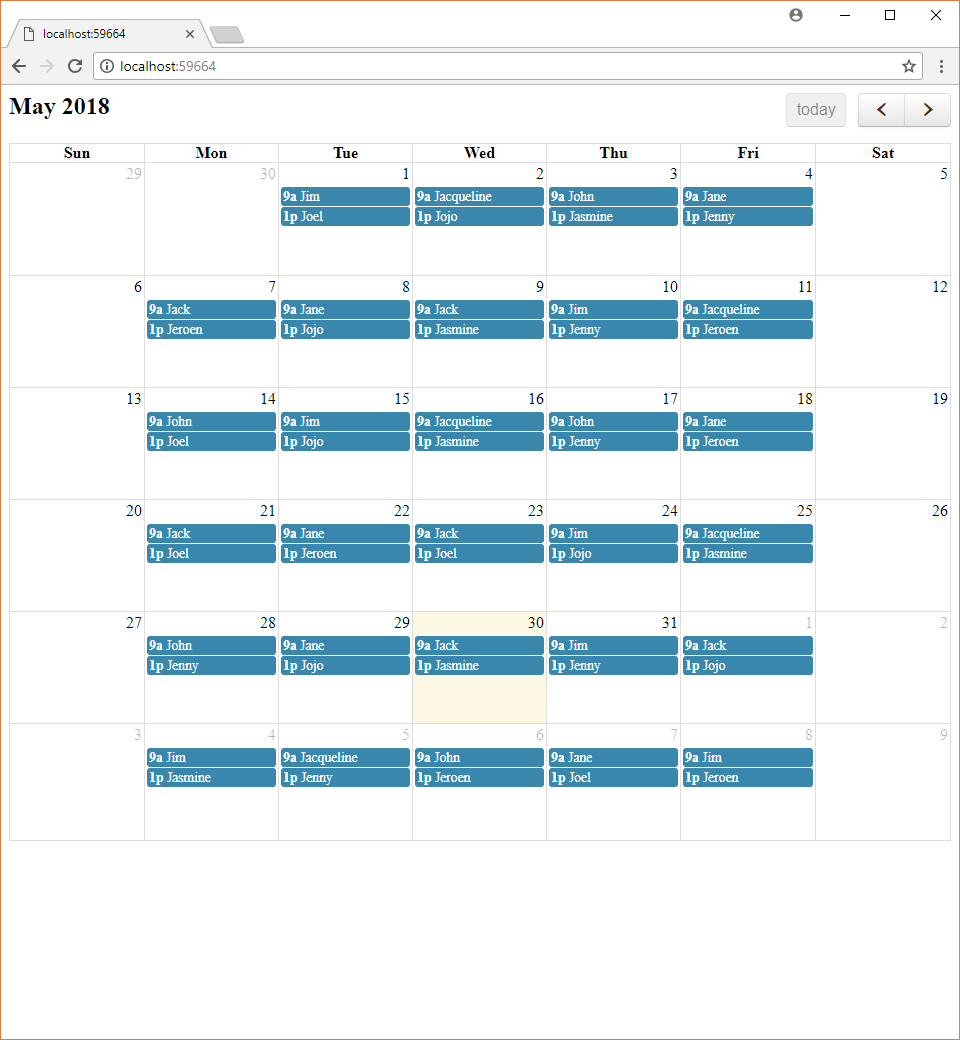 localhost:59664
localhost:59664
May 2018
today
Sun Mon Tue Wed Thu Fri Sat
29 30 1 2 3 4 5
9a Jim 9a Jacqueline 9a John 9a Jane
1p Joel 1p Jojo 1p Jasmine 1p Jenny
6 7 8 9 10 11 12
9a Jack 9a Jane 9a Jack 9a Jim 9a Jacqueline
1p Jeroen 1p Jojo 1p Jasmine 1p Jenny 1p Jeroen
13 14 15 16 17 18 19
9a John 9a Jim 9a Jacqueline 9a John 9a Jane
1p Joel 1p Jojo 1p Jasmine 1p Jenny 1p Jeroen
20 21 22 23 24 25 26
9a Jack 9a Jane 9a Jack 9a Jim 9a Jacqueline
1p Joel 1p Jeroen 1p Joel 1p Jojo 1p Jasmine
27 28 29 30 31 1 2
9a John 9a Jane 9a Jack 9a Jim 9a Jack
1p Jenny 1p Jojo 1p Jasmine 1p Jenny 1p Jojo
3 4 5 6 7 8 9
9a Jim 9a Jacqueline 9a John 9a Jane 9a Jim
1p Jasmine 1p Jenny 1p Jeroen 1p Joel 1p Jeroen